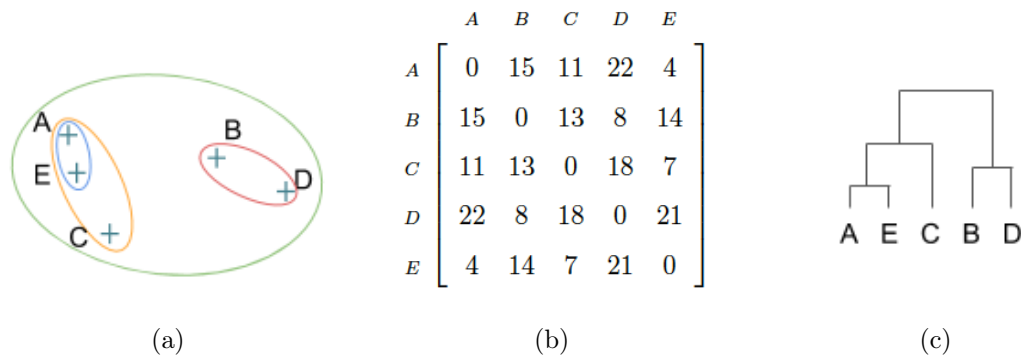 A
E
C
B
D
A B C D E
A 0 15 11 22 4
B 15 0 13 8 14
C 11 13 0 18 7
D 22 8 18 0 21
E 4 14 7 21 0
A E C B D
(a) (b) (c)